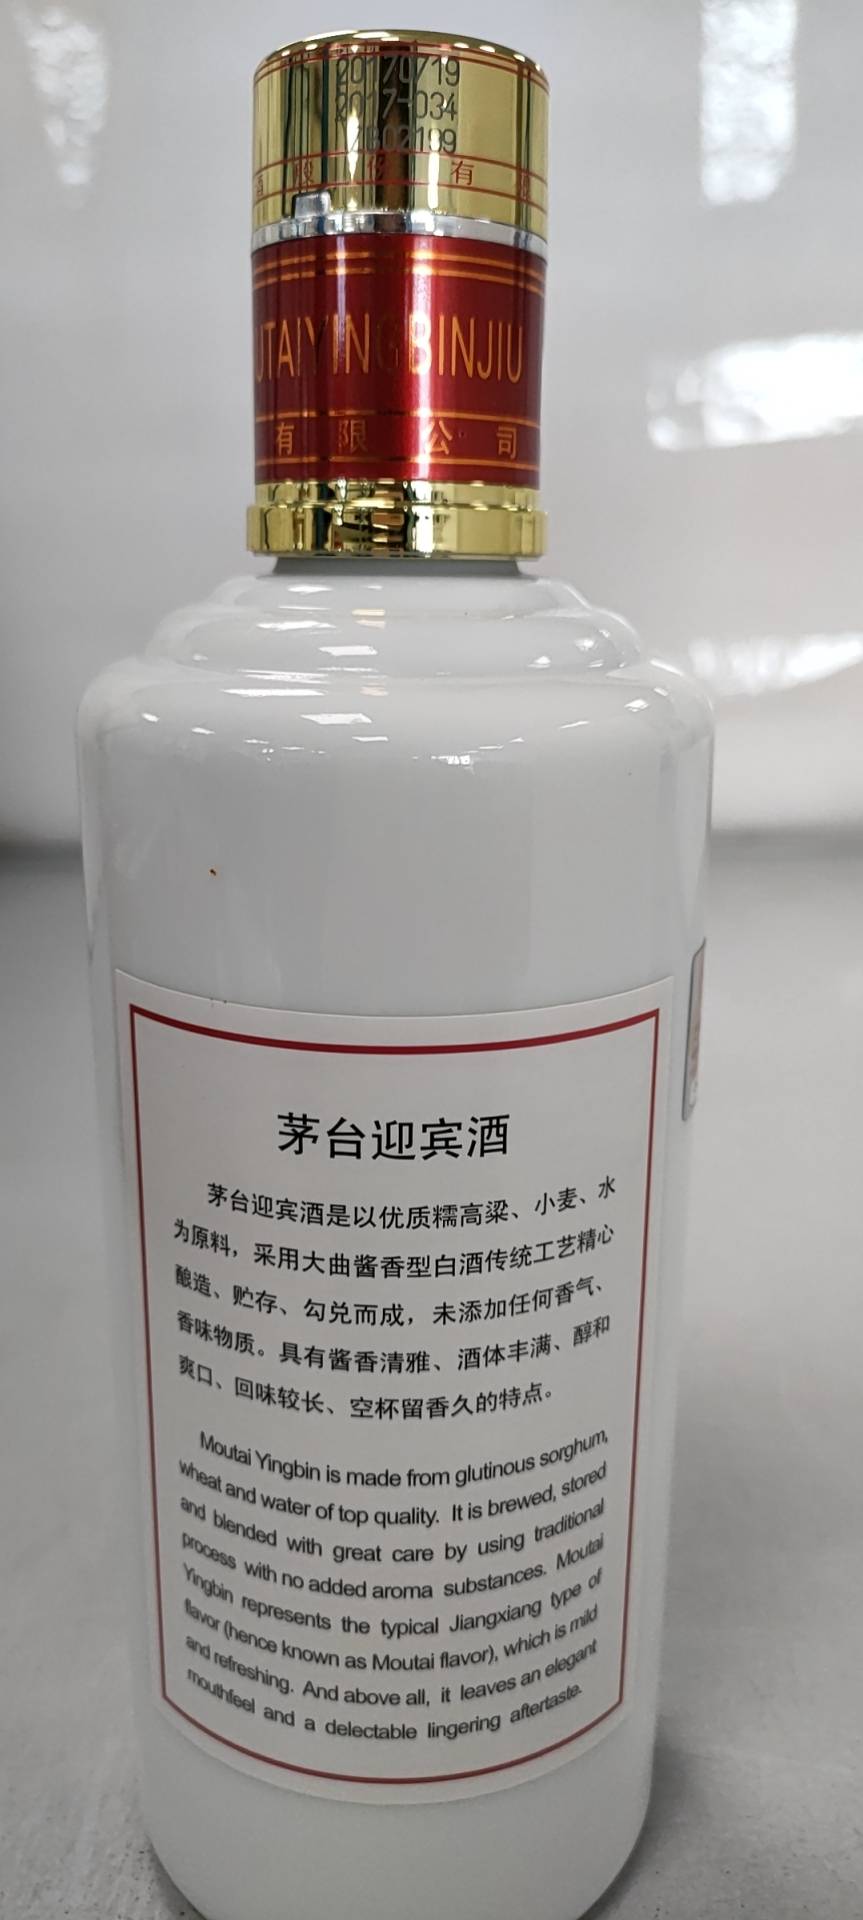 20170719
2017-034
酒 股 份 有
UTAIYINGBINJIU
有 限 公 司
茅台迎宾酒
茅台迎宾酒是以优质糯高粱、小麦、水
为原料，采用大曲酱香型白酒传统工艺精心
酿造、贮存、勾兑而成，未添加任何香气、
香味物质。具有酱香清雅、酒体丰满、醇和
爽口、回味较长、空杯留香久的特点。
Moutai Yingbin is made from glutinous sorghum,
wheat and water of top quality. It is brewed, stored
and blended with great care by using traditional
process with no added aroma substances. Moutai
Yingbin represents the typical Jiangxiang type of
flavor (hence known as Moutai flavor), which is mild
and refreshing. And above all, it leaves an elegant
mouthfeel and a delectable lingering aftertaste.